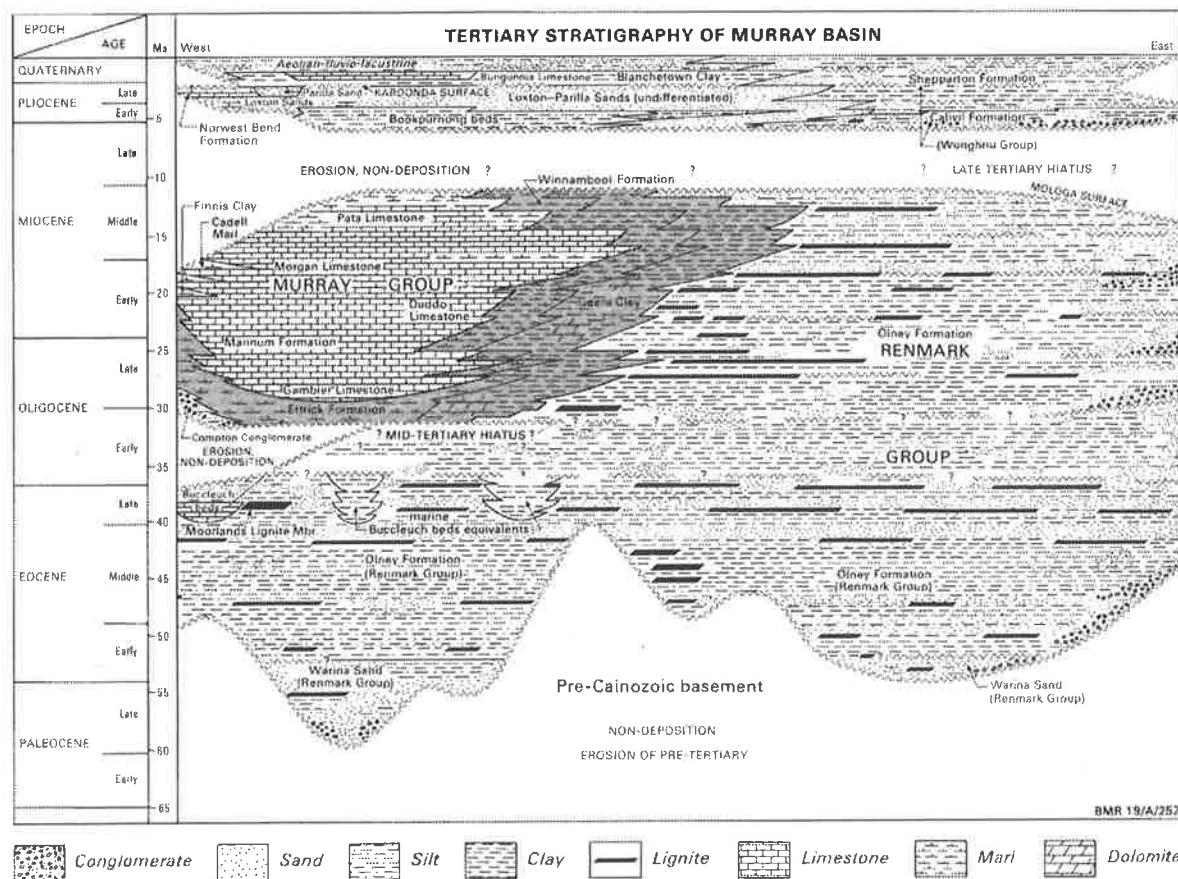 TERTIARY STRATIGRAPHY OF MURRAY BASIN
EPOCH
AGE
Ma
West
East
QUATERNARY
PLIOCENE
Late
Early
MIOCENE
Late
Middle
Early
OLIGOCENE
Late
Early
EOCENE
Late
Middle
Early
PALEOCENE
Late
Early
5
10
15
20
25
30
35
40
45
50
55
60
65
Aeolian-fluvio-lacustrine
Bungunnia Limestone
Blanchetown Clay
Shepparton Formation
Parilla Sand
KAROONDA SURFACE
Loxton Sands
Loxton-Parilla Sands (undifferentiated)
Bookpurnong beds
Norwest Bend
Formation
Calivil Formation
(Wunghnu Group)
EROSION, NON-DEPOSITION ?
?
? LATE TERTIARY HIATUS ?
MOLOGA SURFACE
Winnambool Formation
Finnis Clay
Cadell
Marl
Pata Limestone
Morgan Limestone
MURRAY GROUP
Duddo
Limestone
Geera Clay
Mannum Formation
Gambier Limestone
Ettrick Formation
Olney Formation
RENMARK
GROUP
Compton Conglomerate
EROSION,
NON-DEPOSITION
? MID-TERTIARY HIATUS ?
Buccleuch
beds
Moorlands Lignite Mbr.
marine
Buccleuch beds equivalents
Olney Formation
(Renmark Group)
Olney Formation
(Renmark Group)
Warina Sand
(Renmark Group)
Warina Sand
(Renmark Group)
Pre-Cainozoic basement
NON-DEPOSITION
EROSION OF PRE-TERTIARY
BMR 19/A/252
Conglomerate
Sand
Silt
Clay
Lignite
Limestone
Marl
Dolomite